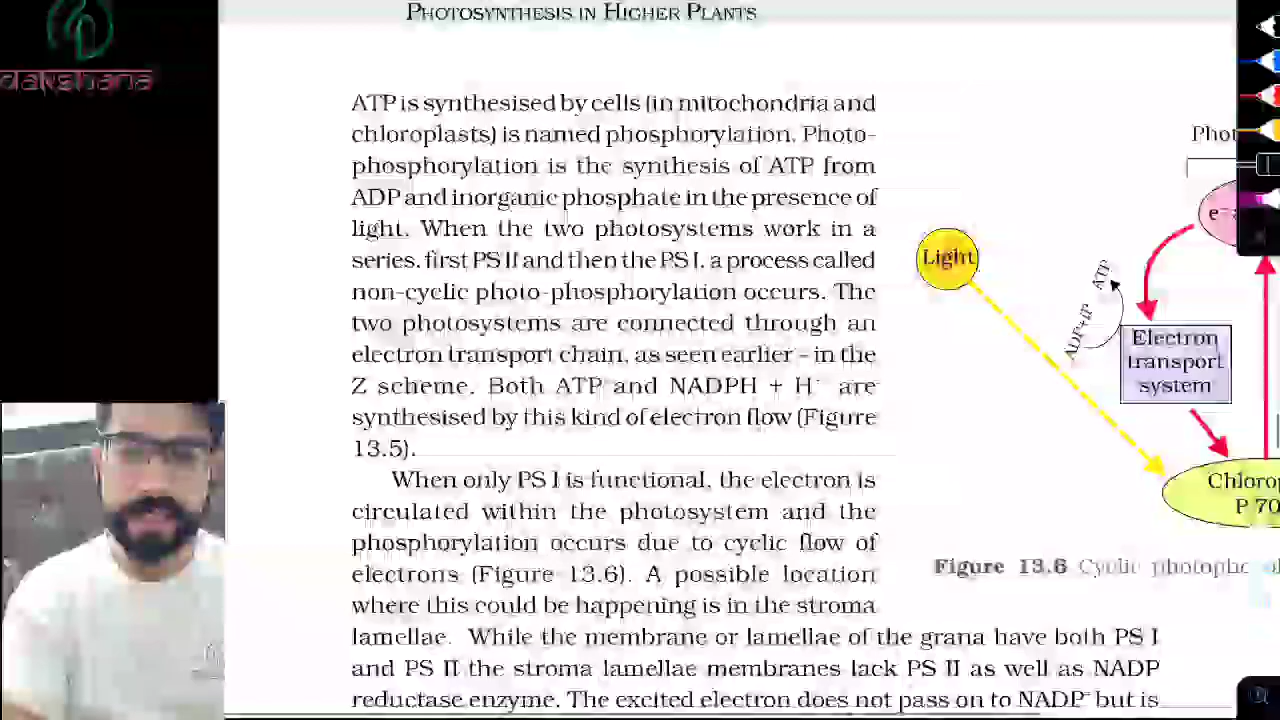 PHOTOSYNTHESIS IN HIGHER PLANTS
dakshana
ATP is synthesised by cells (in mitochondria and
chloroplasts) is named phosphorylation. Photo-
phosphorylation is the synthesis of ATP from
ADP and inorganic phosphate in the presence of
light. When the two photosystems work in a
series, first PS II and then the PS I, a process called
non-cyclic photo-phosphorylation occurs. The
two photosystems are connected through an
electron transport chain, as seen earlier – in the
Z scheme. Both ATP and NADPH + H⁺ are
synthesised by this kind of electron flow (Figure
13.5).
When only PS I is functional, the electron is
circulated within the photosystem and the
phosphorylation occurs due to cyclic flow of
electrons (Figure 13.6). A possible location
where this could be happening is in the stroma
lamellae. While the membrane or lamellae of the grana have both PS I
and PS II the stroma lamellae membranes lack PS II as well as NADP
reductase enzyme. The excited electron does not pass on to NADP⁺ but is
Phot
Light
ADP+iP
ATP
Electron
transport
system
Chlorop
P 70
Figure 13.6 Cyclic photopho